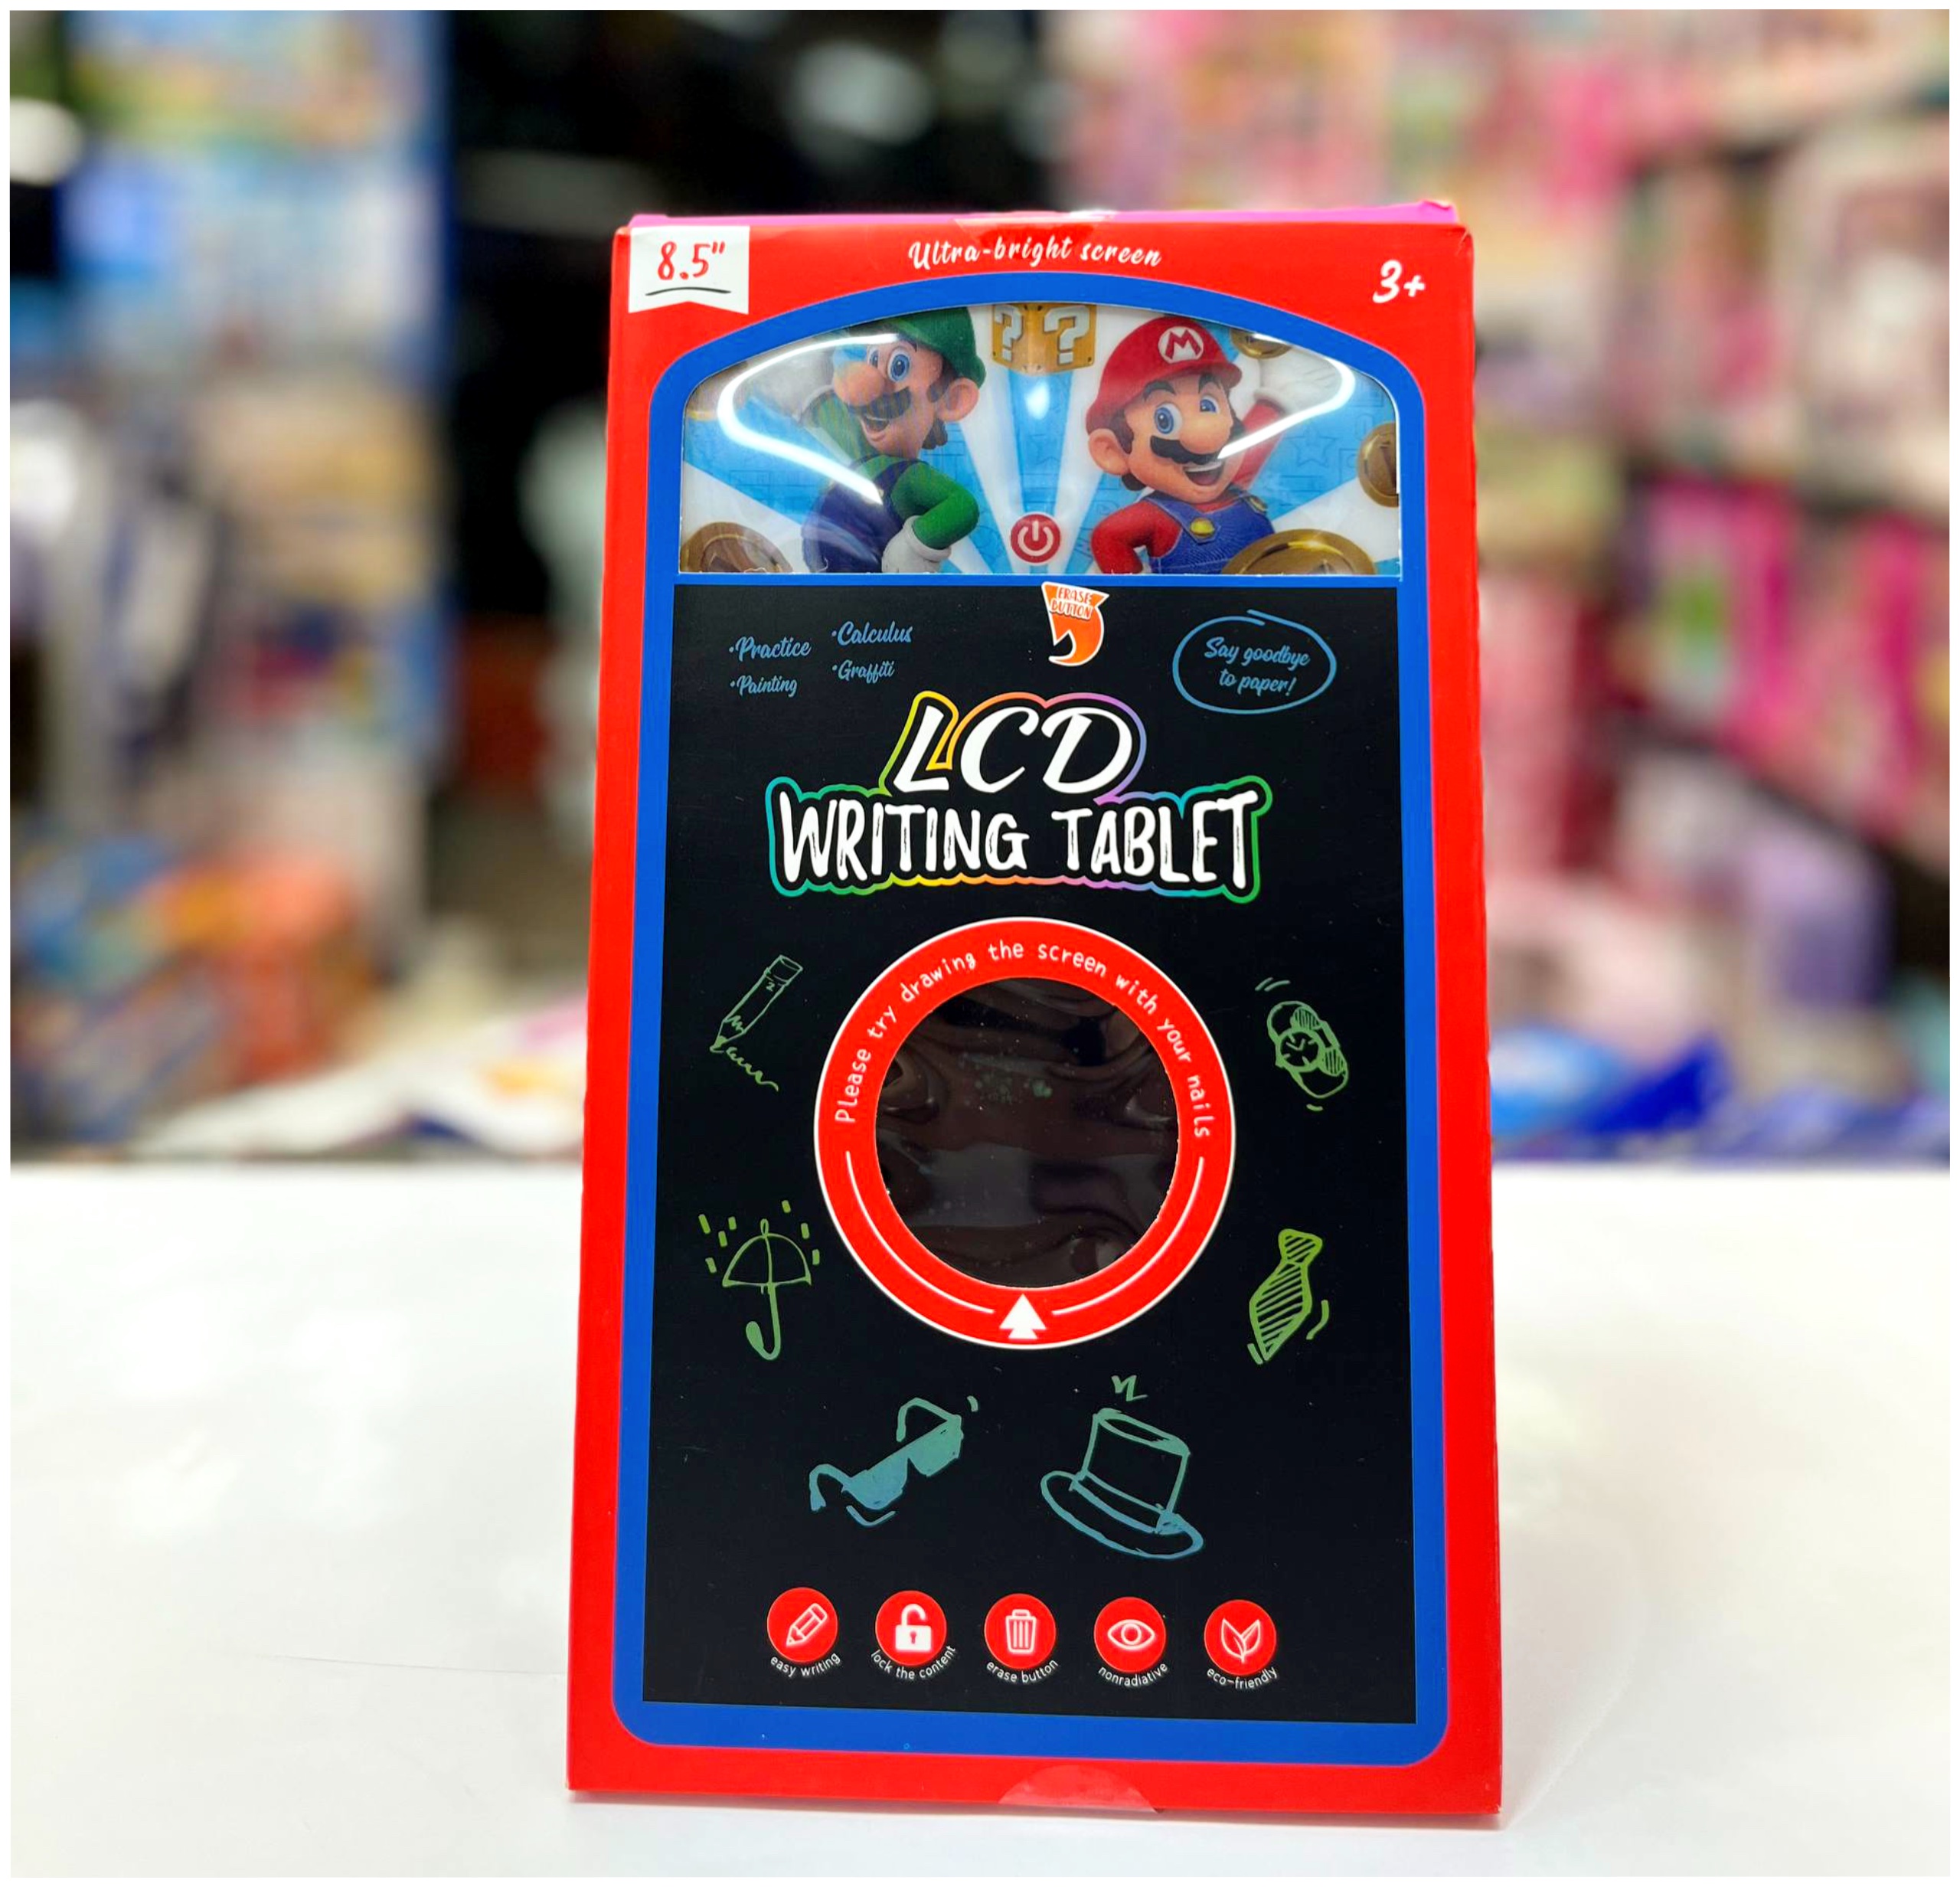 8.5"
Ultra-bright screen
3+
? ?
M
ERASE
BUTTON
·Practice
·Calculus
·Painting
·Graffiti
Say goodbye
to paper!
LCD
WRITING TABLET
Please try drawing the screen with your nails
easy writing
lock the content
erase button
nonradiative
eco-friendly